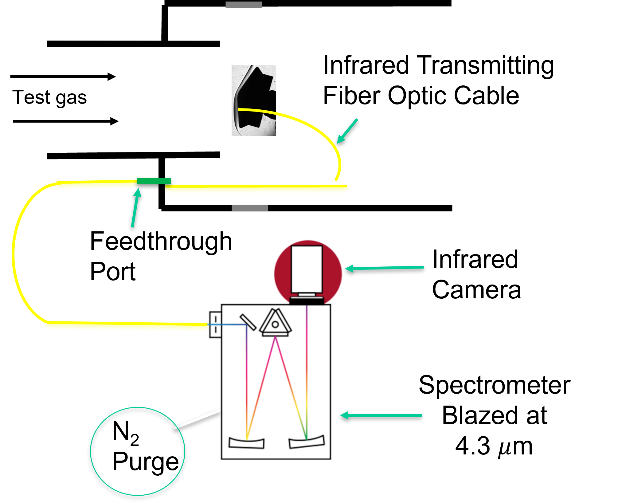 Infrared Transmitting
Fiber Optic Cable
Test gas
Feedthrough
Port
Infrared
Camera
Spectrometer
Blazed at
4.3 𝜇m
N₂
Purge